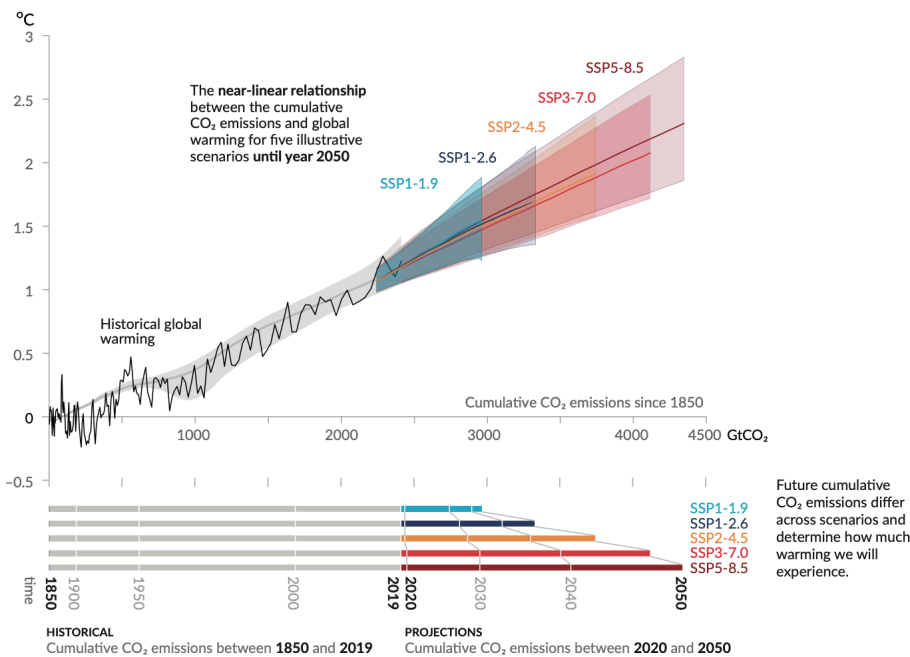 °C
3
2.5
2
1.5
1
0.5
0
−0.5
The near-linear relationship
between the cumulative
CO₂ emissions and global
warming for five illustrative
scenarios until year 2050
SSP5-8.5
SSP3-7.0
SSP2-4.5
SSP1-2.6
SSP1-1.9
Historical global
warming
Cumulative CO₂ emissions since 1850
1000 2000 3000 4000 4500 GtCO₂
SSP1-1.9
SSP1-2.6
SSP2-4.5
SSP3-7.0
SSP5-8.5
Future cumulative
CO₂ emissions differ
across scenarios and
determine how much
warming we will
experience.
time 1850 1900 1950 2000 2019 2020 2030 2040 2050
HISTORICAL
Cumulative CO₂ emissions between 1850 and 2019
PROJECTIONS
Cumulative CO₂ emissions between 2020 and 2050